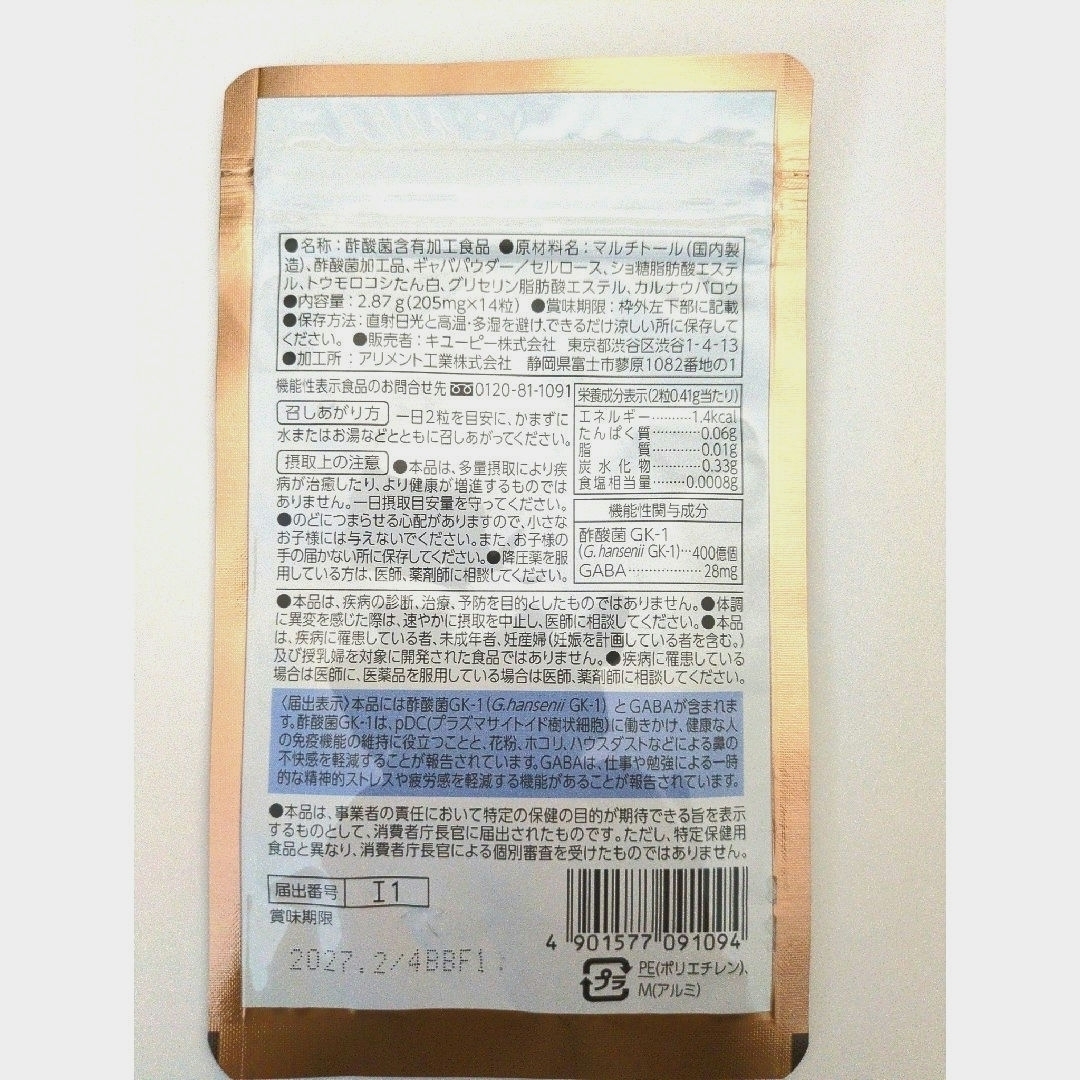 ●名称：酢酸菌含有加工食品 ●原材料名：マルチトール(国内製
造)、酢酸菌加工品、ギャバパウダー／セルロース、ショ糖脂肪酸エステ
ル、トウモロコシたん白、グリセリン脂肪酸エステル、カルナウバロウ
●内容量：2.87g(205mg×14粒) ●賞味期限：枠外左下部に記載
●保存方法：直射日光と高温・多湿を避け、できるだけ涼しい所に保存して
ください。 ●販売者：キユーピー株式会社 東京都渋谷区渋谷1-4-13
●加工所：アリメント工業株式会社 静岡県富士市蓼原1082番地の1
機能性表示食品のお問合せ先 0120-81-1091
召しあがり方 一日2粒を目安に、かまずに
水またはお湯などとともに召しあがってください。
摂取上の注意 ●本品は、多量摂取により疾
病が治癒したり、より健康が増進するものでは
ありません。一日摂取目安量を守ってください。
●のどにつまらせる心配がありますので、小さな
お子様には与えないでください。また、お子様の
手の届かない所に保存してください。●降圧薬を服
用している方は、医師、薬剤師に相談してください。
栄養成分表示(2粒0.41g当たり)
エネルギー………1.4kcal
たんぱく質………0.06g
脂質………0.01g
炭水化物………0.33g
食塩相当量………0.0008g
機能性関与成分
酢酸菌 GK-1
(G.hansenii GK-1)…400億個
GABA………………28mg
●本品は、疾病の診断、治療、予防を目的としたものではありません。●体調
に異変を感じた際は、速やかに摂取を中止し、医師に相談してください。●本品
は、疾病に罹患している者、未成年者、妊産婦(妊娠を計画している者を含む。)
及び授乳婦を対象に開発された食品ではありません。●疾病に罹患している
場合は医師に、医薬品を服用している場合は医師、薬剤師に相談してください。
〈届出表示〉本品には酢酸菌GK-1(G.hansenii GK-1) とGABAが含まれま
す。酢酸菌GK-1は、pDC(プラズマサイトイド樹状細胞)に働きかけ、健康な人
の免疫機能の維持に役立つことと、花粉、ホコリ、ハウスダストなどによる鼻の
不快感を軽減することが報告されています。GABAは、仕事や勉強による一時
的な精神的ストレスや疲労感を軽減する機能があることが報告されています。
●本品は、事業者の責任において特定の保健の目的が期待できる旨を表示
するものとして、消費者庁長官に届出されたものです。ただし、特定保健用
食品と異なり、消費者庁長官による個別審査を受けたものではありません。
届出番号 I1
賞味期限
2027.2/4BBF1
4 901577 091094
プラ PE(ポリエチレン)、
M(アルミ)